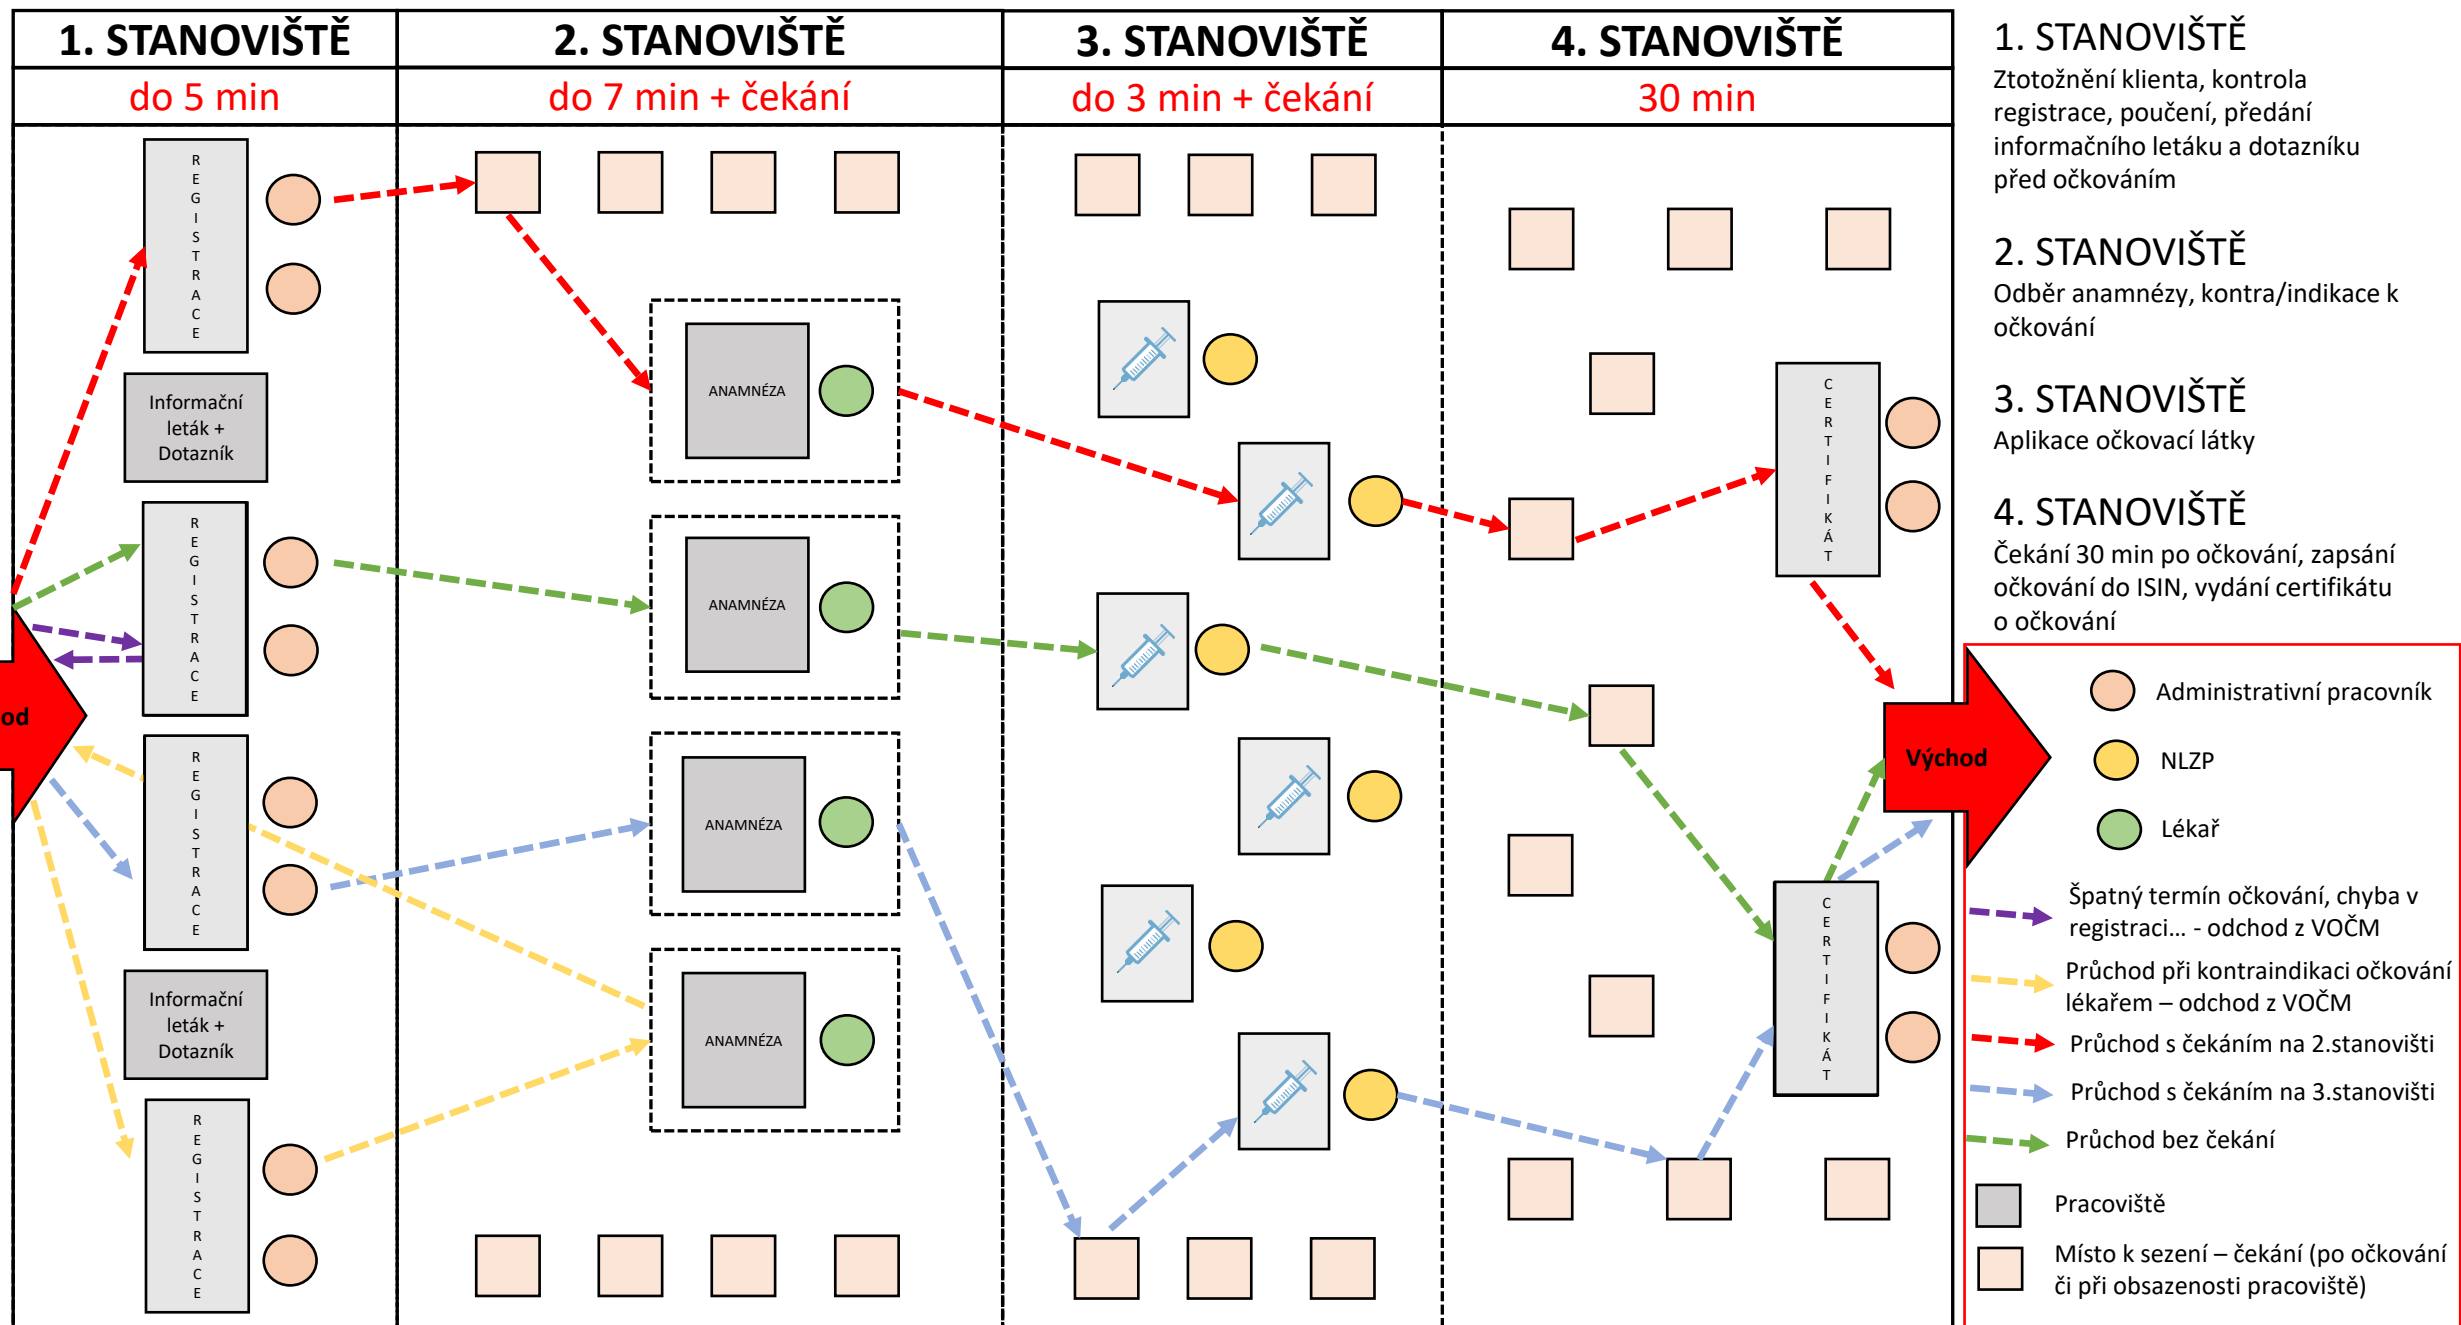 1. STANOVIŠTĚ
2. STANOVIŠTĚ
3. STANOVIŠTĚ
4. STANOVIŠTĚ
do 5 min
do 7 min + čekání
do 3 min + čekání
30 min
REGISTRACE
Informační
leták +
Dotazník
REGISTRACE
od
REGISTRACE
Informační
leták +
Dotazník
REGISTRACE
ANAMNÉZA
ANAMNÉZA
ANAMNÉZA
ANAMNÉZA
CERTIFIKÁT
CERTIFIKÁT
Východ
1. STANOVIŠTĚ
Ztotožnění klienta, kontrola
registrace, poučení, předání
informačního letáku a dotazníku
před očkováním
2. STANOVIŠTĚ
Odběr anamnézy, kontra/indikace k
očkování
3. STANOVIŠTĚ
Aplikace očkovací látky
4. STANOVIŠTĚ
Čekání 30 min po očkování, zapsání
očkování do ISIN, vydání certifikátu
o očkování
Administrativní pracovník
NLZP
Lékař
Špatný termín očkování, chyba v
registraci... - odchod z VOČM
Průchod při kontraindikaci očkování
lékařem – odchod z VOČM
Průchod s čekáním na 2.stanovišti
Průchod s čekáním na 3.stanovišti
Průchod bez čekání
Pracoviště
Místo k sezení – čekání (po očkování
či při obsazenosti pracoviště)